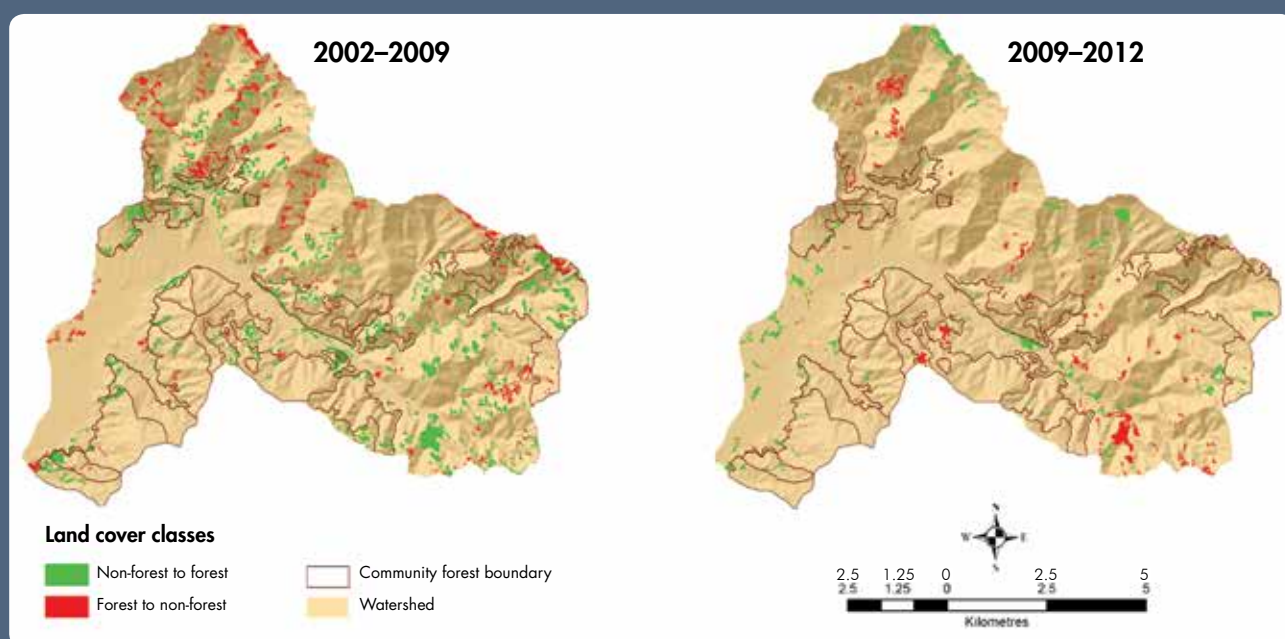 2002–2009
2009–2012
Land cover classes
Non-forest to forest
Forest to non-forest
Community forest boundary
Watershed
N
W E
S
2.5 1.25 0 2.5 5
2.5 1.25 0 2.5 5
Kilometres